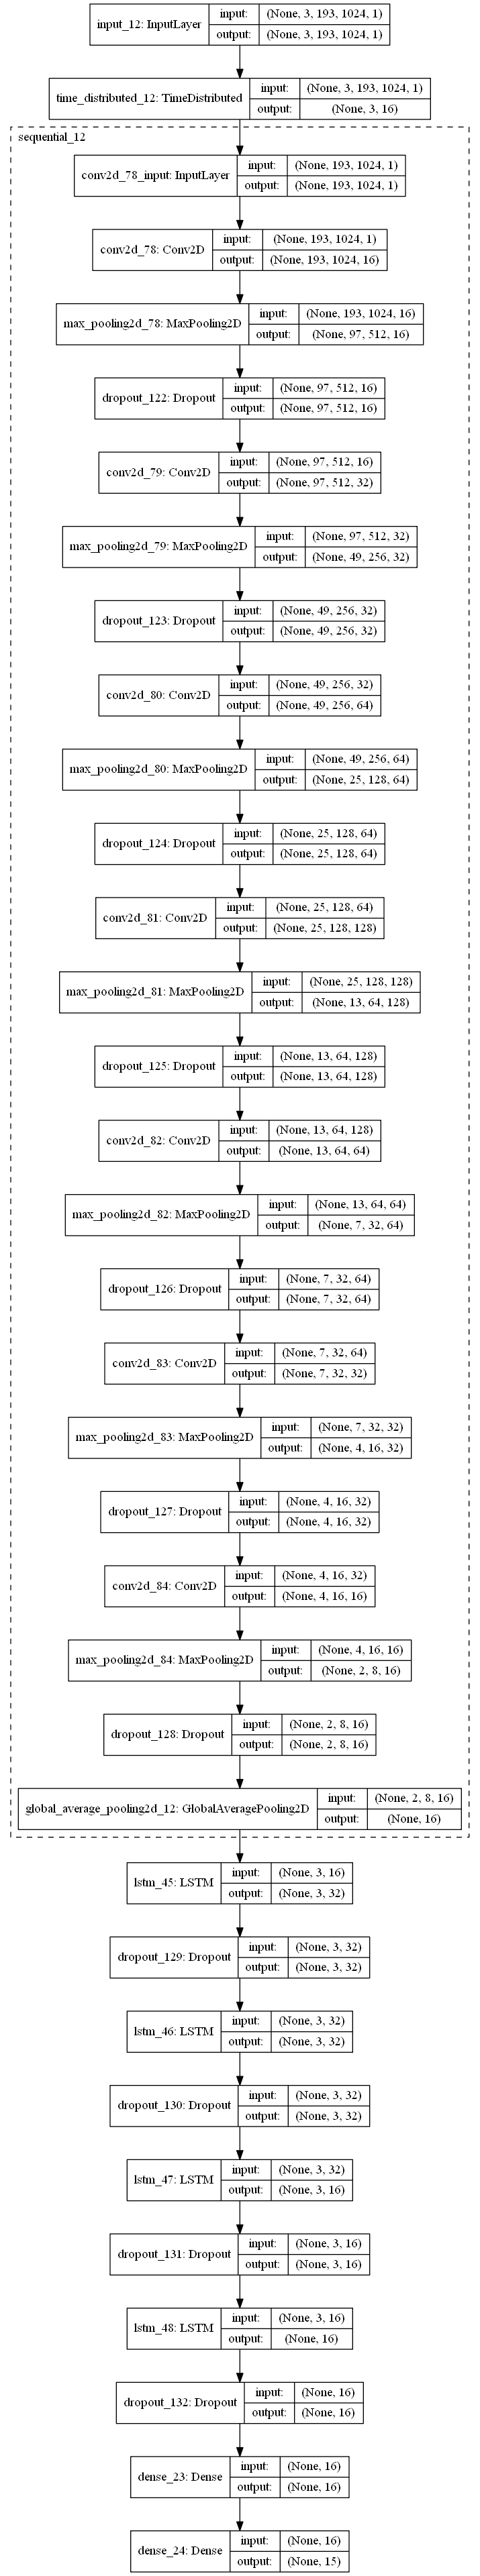 input_12: InputLayer
input: (None, 3, 193, 1024, 1)
output: (None, 3, 193, 1024, 1)
time_distributed_12: TimeDistributed
input: (None, 3, 193, 1024, 1)
output: (None, 3, 16)
sequential_12
conv2d_78_input: InputLayer
input: (None, 193, 1024, 1)
output: (None, 193, 1024, 1)
conv2d_78: Conv2D
input: (None, 193, 1024, 1)
output: (None, 193, 1024, 16)
max_pooling2d_78: MaxPooling2D
input: (None, 193, 1024, 16)
output: (None, 97, 512, 16)
dropout_122: Dropout
input: (None, 97, 512, 16)
output: (None, 97, 512, 16)
conv2d_79: Conv2D
input: (None, 97, 512, 16)
output: (None, 97, 512, 32)
max_pooling2d_79: MaxPooling2D
input: (None, 97, 512, 32)
output: (None, 49, 256, 32)
dropout_123: Dropout
input: (None, 49, 256, 32)
output: (None, 49, 256, 32)
conv2d_80: Conv2D
input: (None, 49, 256, 32)
output: (None, 49, 256, 64)
max_pooling2d_80: MaxPooling2D
input: (None, 49, 256, 64)
output: (None, 25, 128, 64)
dropout_124: Dropout
input: (None, 25, 128, 64)
output: (None, 25, 128, 64)
conv2d_81: Conv2D
input: (None, 25, 128, 64)
output: (None, 25, 128, 128)
max_pooling2d_81: MaxPooling2D
input: (None, 25, 128, 128)
output: (None, 13, 64, 128)
dropout_125: Dropout
input: (None, 13, 64, 128)
output: (None, 13, 64, 128)
conv2d_82: Conv2D
input: (None, 13, 64, 128)
output: (None, 13, 64, 64)
max_pooling2d_82: MaxPooling2D
input: (None, 13, 64, 64)
output: (None, 7, 32, 64)
dropout_126: Dropout
input: (None, 7, 32, 64)
output: (None, 7, 32, 64)
conv2d_83: Conv2D
input: (None, 7, 32, 64)
output: (None, 7, 32, 32)
max_pooling2d_83: MaxPooling2D
input: (None, 7, 32, 32)
output: (None, 4, 16, 32)
dropout_127: Dropout
input: (None, 4, 16, 32)
output: (None, 4, 16, 32)
conv2d_84: Conv2D
input: (None, 4, 16, 32)
output: (None, 4, 16, 16)
max_pooling2d_84: MaxPooling2D
input: (None, 4, 16, 16)
output: (None, 2, 8, 16)
dropout_128: Dropout
input: (None, 2, 8, 16)
output: (None, 2, 8, 16)
global_average_pooling2d_12: GlobalAveragePooling2D
input: (None, 2, 8, 16)
output: (None, 16)
lstm_45: LSTM
input: (None, 3, 16)
output: (None, 3, 32)
dropout_129: Dropout
input: (None, 3, 32)
output: (None, 3, 32)
lstm_46: LSTM
input: (None, 3, 32)
output: (None, 3, 32)
dropout_130: Dropout
input: (None, 3, 32)
output: (None, 3, 32)
lstm_47: LSTM
input: (None, 3, 32)
output: (None, 3, 16)
dropout_131: Dropout
input: (None, 3, 16)
output: (None, 3, 16)
lstm_48: LSTM
input: (None, 3, 16)
output: (None, 16)
dropout_132: Dropout
input: (None, 16)
output: (None, 16)
dense_23: Dense
input: (None, 16)
output: (None, 16)
dense_24: Dense
input: (None, 16)
output: (None, 15)